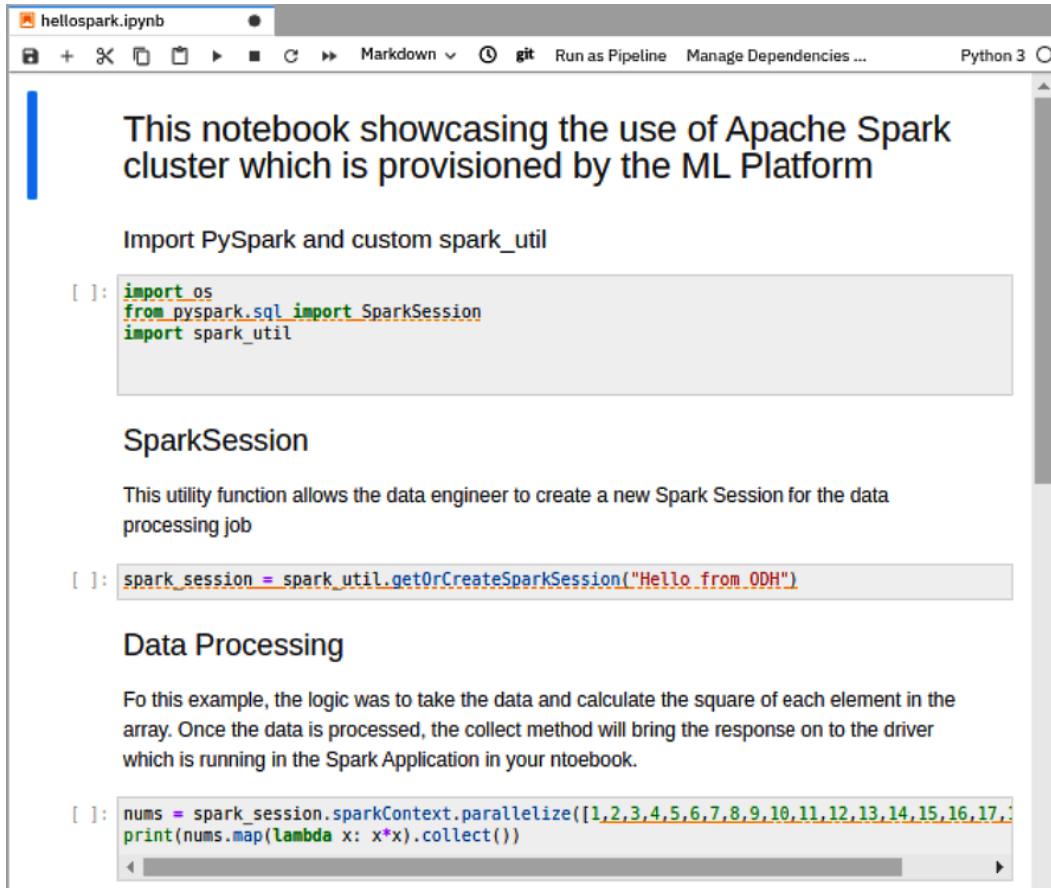 hellospark.ipynb
Markdown git Run as Pipeline Manage Dependencies ... Python 3
This notebook showcasing the use of Apache Spark
cluster which is provisioned by the ML Platform
Import PySpark and custom spark_util
[ ]: import os
from pyspark.sql import SparkSession
import spark_util
SparkSession
This utility function allows the data engineer to create a new Spark Session for the data
processing job
[ ]: spark_session = spark_util.getOrCreateSparkSession("Hello from ODH")
Data Processing
Fo this example, the logic was to take the data and calculate the square of each element in the
array. Once the data is processed, the collect method will bring the response on to the driver
which is running in the Spark Application in your ntoebook.
[ ]: nums = spark_session.sparkContext.parallelize([1,2,3,4,5,6,7,8,9,10,11,12,13,14,15,16,17,
print(nums.map(lambda x: x*x).collect())